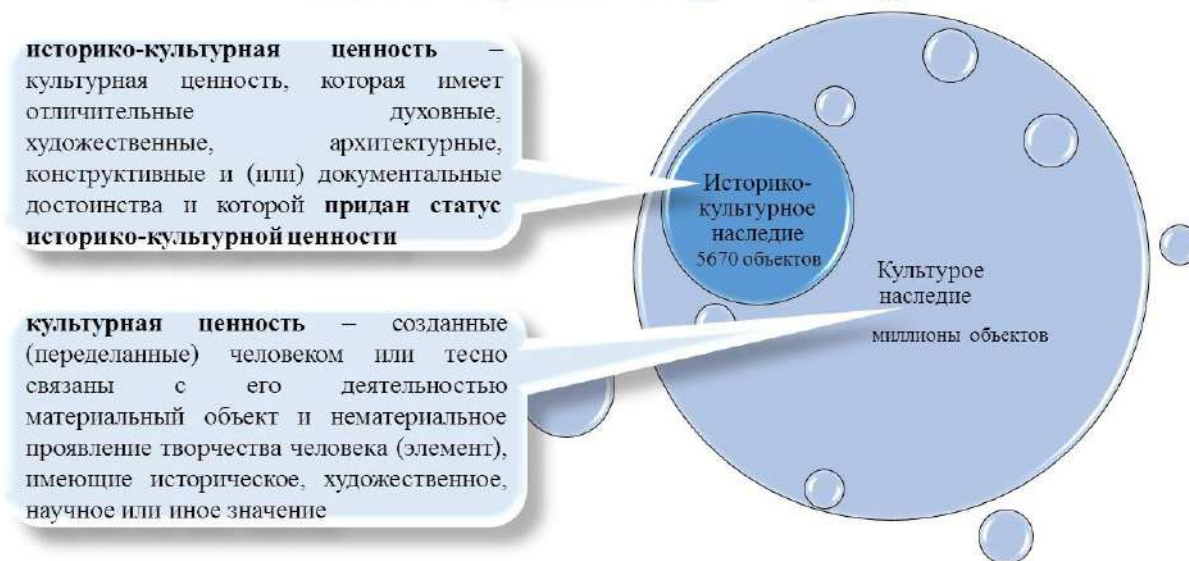 историко-культурная ценность –
культурная ценность, которая имеет
отличительные духовные,
художественные, архитектурные,
конструктивные и (или) документальные
достоинства и которой придан статус
историко-культурной ценности
культурная ценность – созданные
(переделанные) человеком или тесно
связаны с его деятельностью
материальный объект и нематериальное
проявление творчества человека (элемент),
имеющие историческое, художественное,
научное или иное значение
Историко-
культурное
наследие
5670 объектов
Культурое
наследие
миллионы объектов